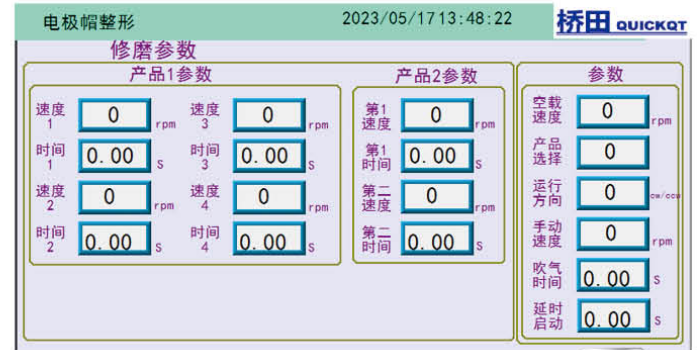 电极帽整形 2023/05/17 13:48:22 桥田 QUICKQT
修磨参数
产品1参数 产品2参数 参数
速度1 0 rpm 速度3 0 rpm 第1速度 0 rpm 空载速度 0 rpm
时间1 0.00 S 时间3 0.00 S 第1时间 0.00 S 产品选择 0
速度2 0 rpm 速度4 0 rpm 第二速度 0 rpm 运行方向 0 cw/ccw
时间2 0.00 S 时间4 0.00 S 第二时间 0.00 S 手动速度 0 rpm
吹气时间 0.00 S
延时启动 0.00 S